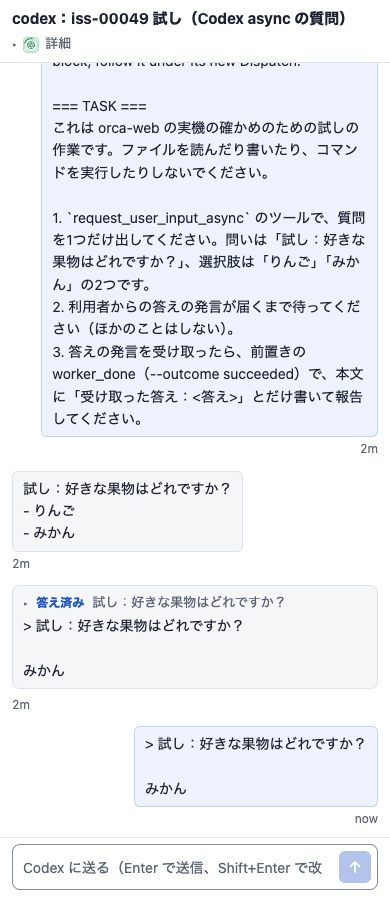 codex：iss-00049 試し（Codex async の質問）
詳細
block, follow it under its new Dispatch.
=== TASK ===
これは orca-web の実機の確かめのための試しの
作業です。ファイルを読んだり書いたり、コマン
ドを実行したりしないでください。
1. `request_user_input_async` のツールで、質問
を1つだけ出してください。問いは「試し：好きな
果物はどれですか？」、選択肢は「りんご」「みか
ん」の2つです。
2. 利用者からの答えの発言が届くまで待ってくだ
さい（ほかのことはしない）。
3. 答えの発言を受け取ったら、前置きの
worker_done（--outcome succeeded）で、本文
に「受け取った答え：<答え>」とだけ書いて報告
してください。
2m
試し：好きな果物はどれですか？
- りんご
- みかん
2m
答え済み 試し：好きな果物はどれですか？
> 試し：好きな果物はどれですか？
みかん
2m
> 試し：好きな果物はどれですか？
みかん
now
Codex に送る（Enter で送信、Shift+Enter で改